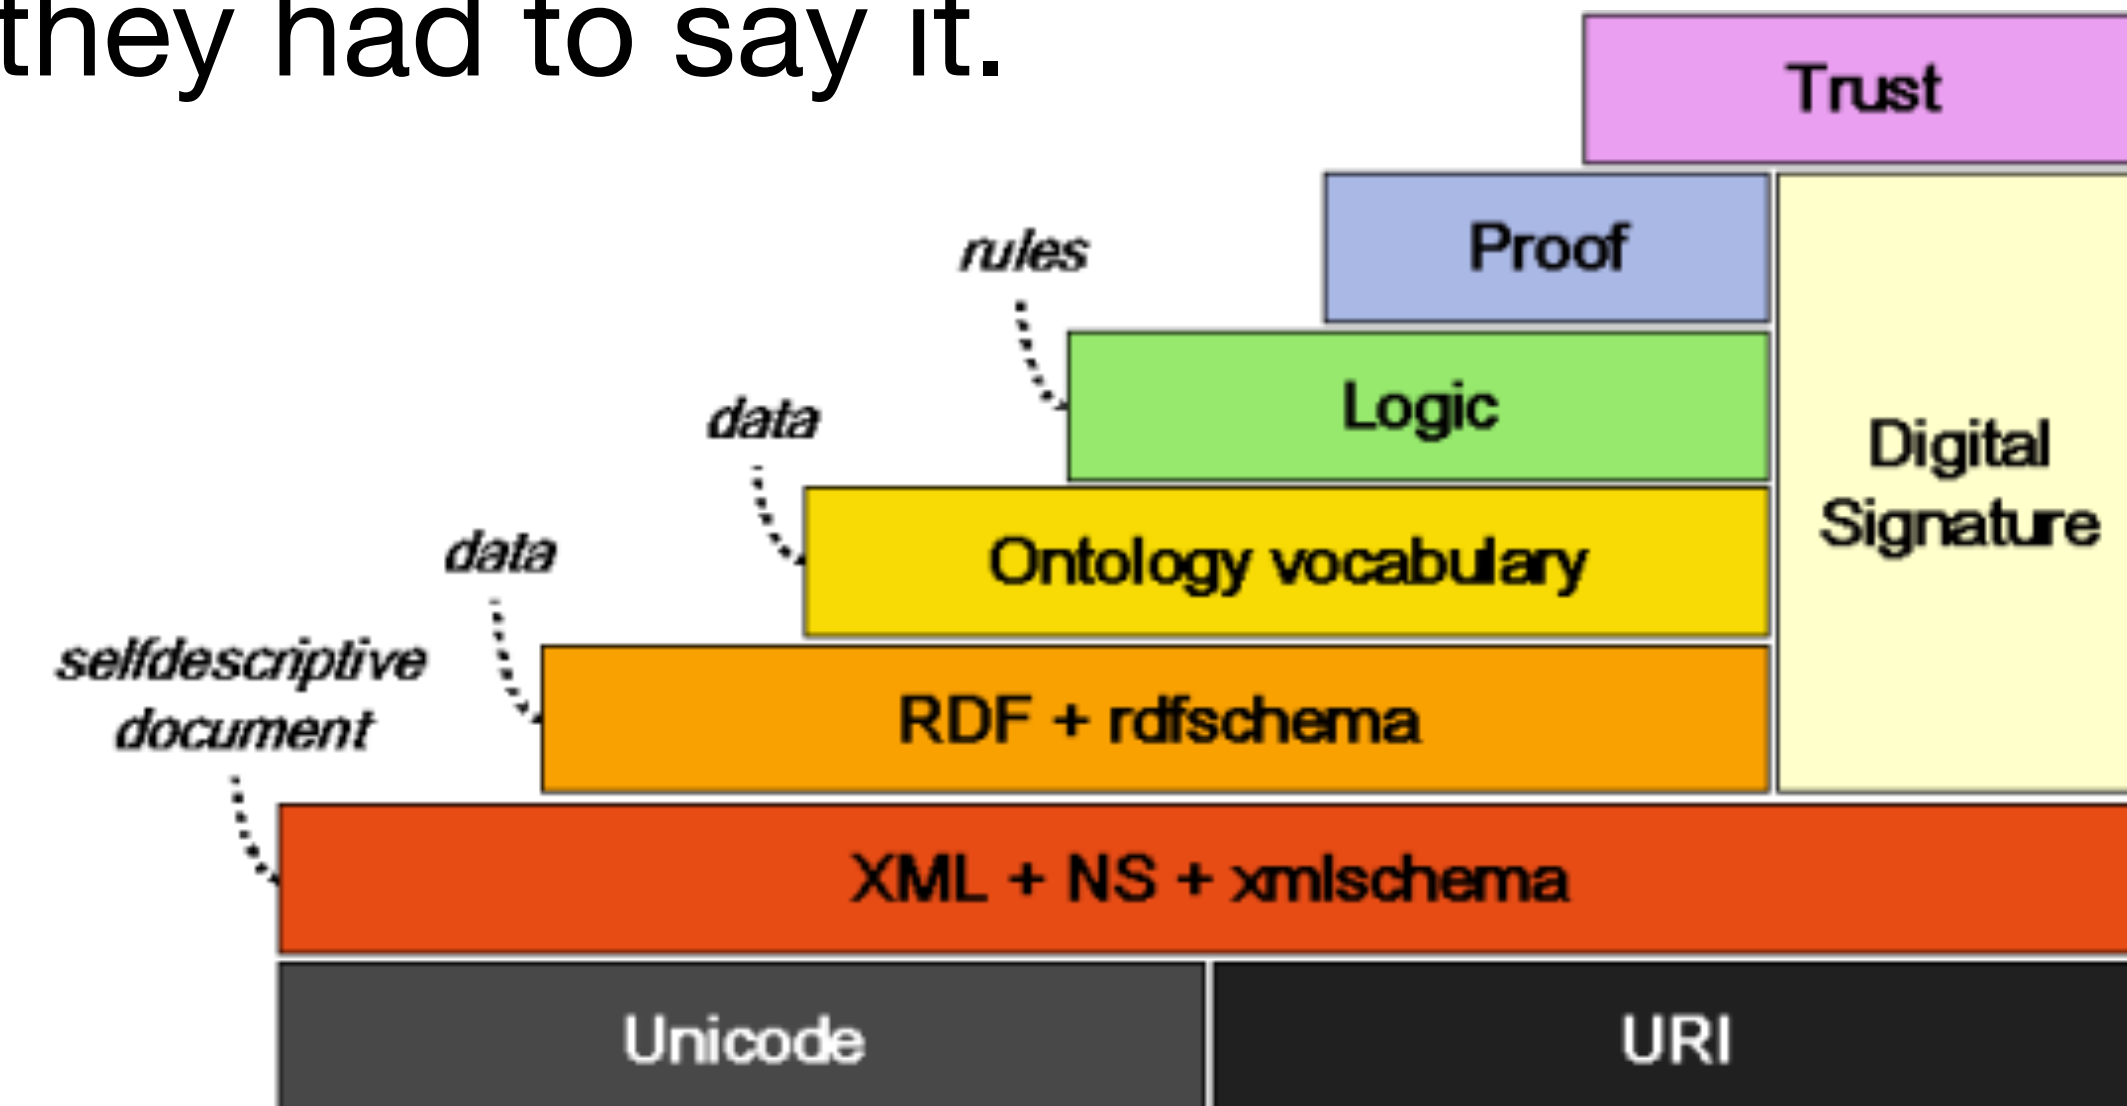 they had to say it.
Trust
rules
Proof
data
Logic
Digital
Signature
data
Ontology vocabulary
selfdescriptive
document
RDF + rdfschema
XML + NS + xmlschema
Unicode
URI